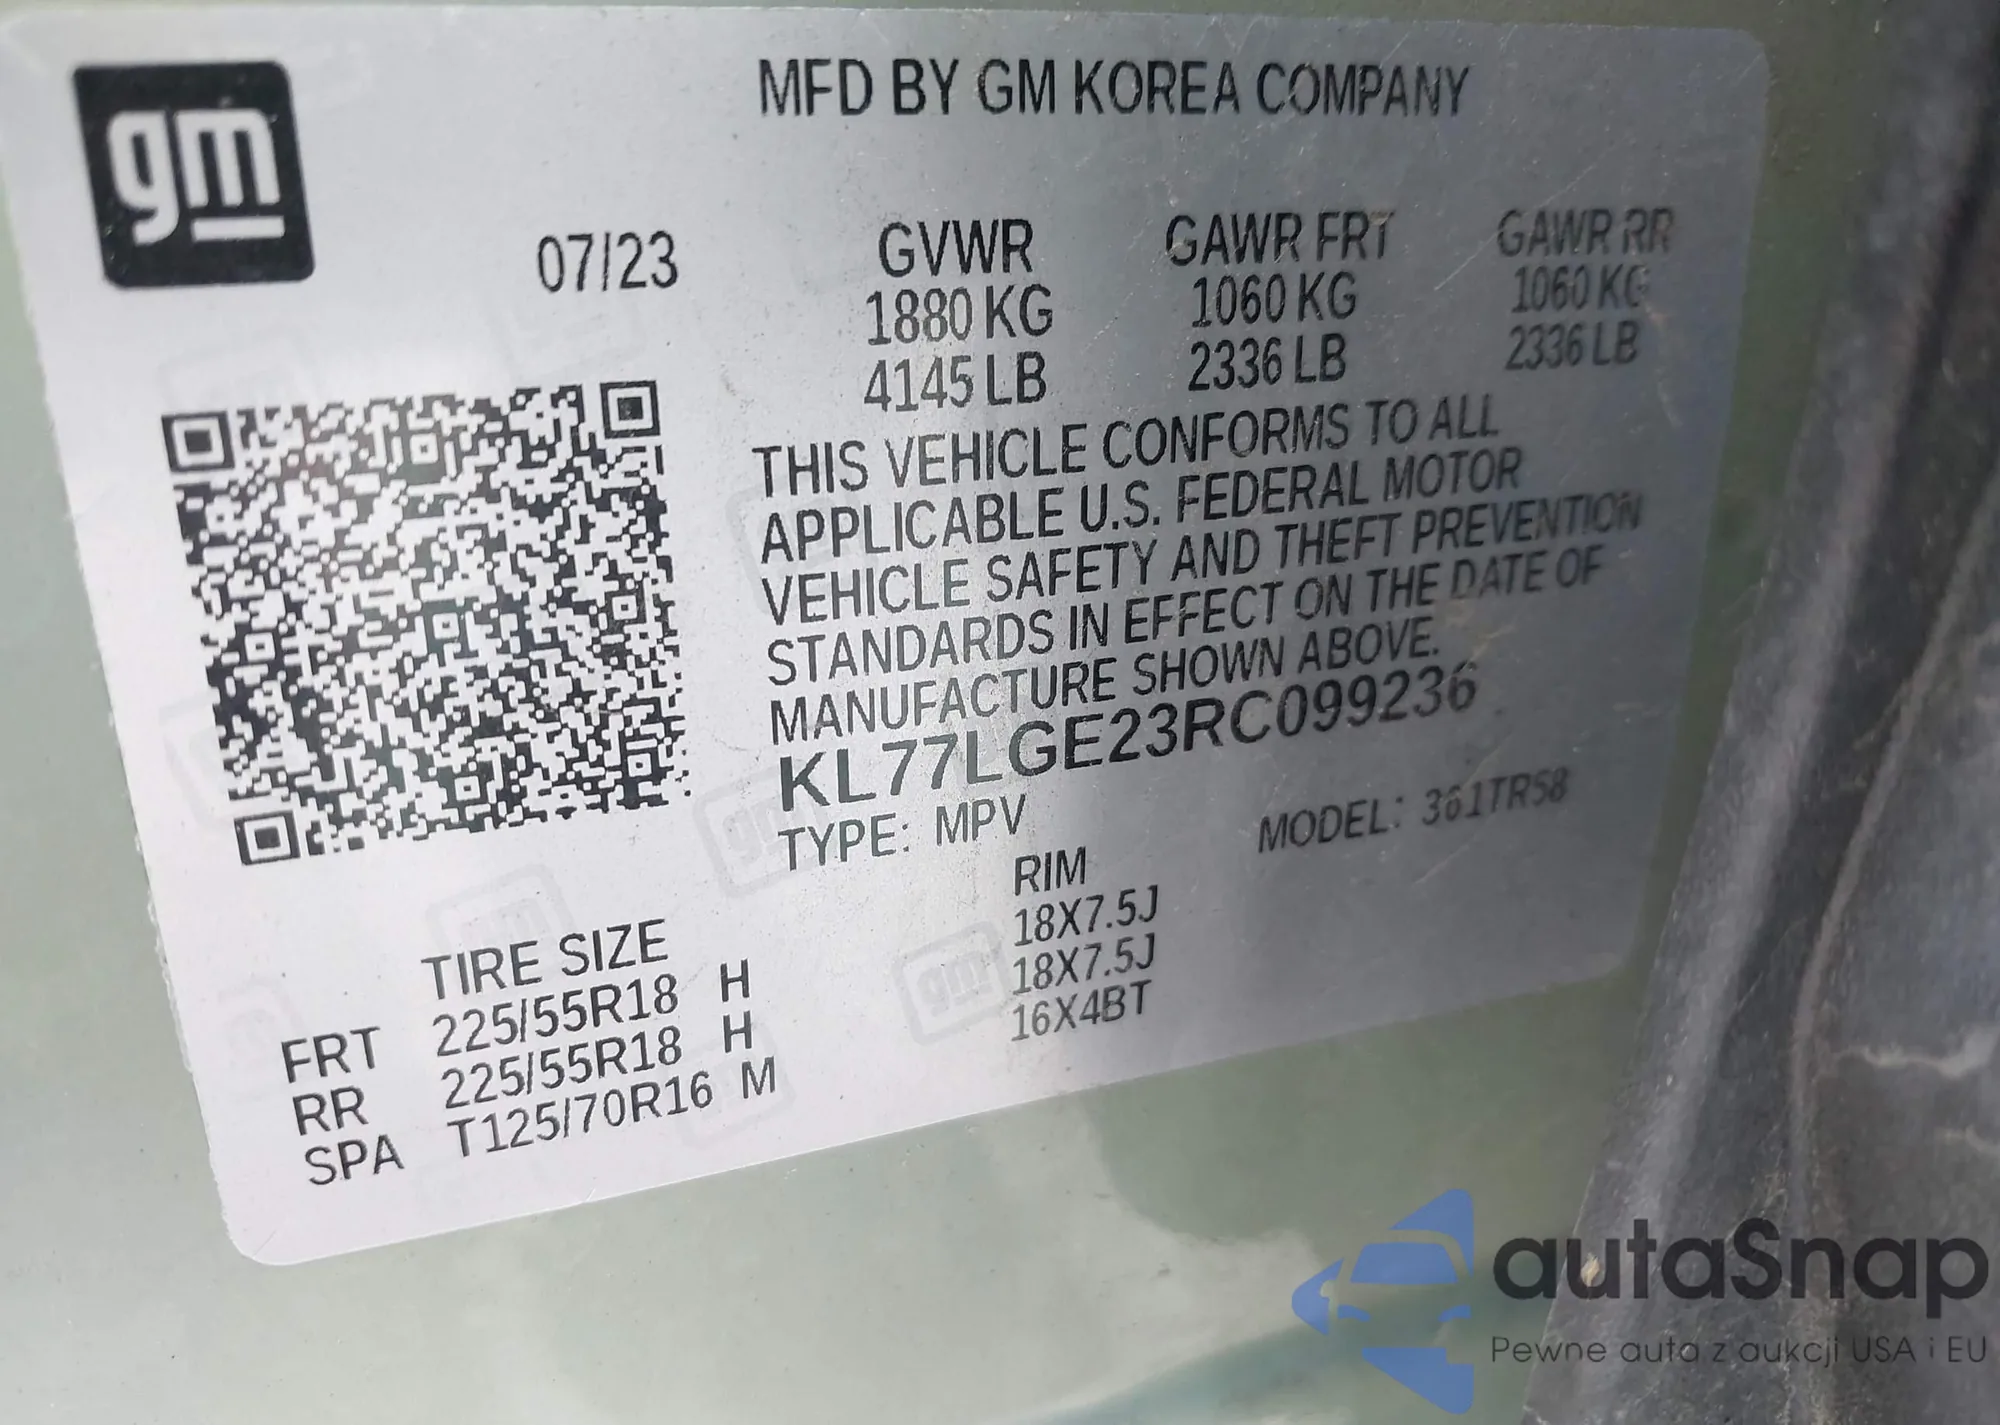 gm
MFD BY GM KOREA COMPANY
07/23
GVWR GAWR FRT GAWR RR
1880 KG 1060 KG 1060 KG
4145 LB 2336 LB 2336 LB
THIS VEHICLE CONFORMS TO ALL
APPLICABLE U.S. FEDERAL MOTOR
VEHICLE SAFETY AND THEFT PREVENTION
STANDARDS IN EFFECT ON THE DATE OF
MANUFACTURE SHOWN ABOVE.
KL77LGE23RC099236
TYPE: MPV MODEL: 361TR58
TIRE SIZE RIM
FRT 225/55R18 H 18X7.5J
RR 225/55R18 H 18X7.5J
SPA T125/70R16 M 16X4BT
autaSnap
Pewne auta z aukcji USA i EU